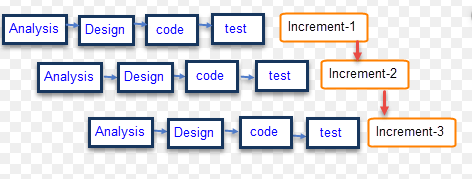 Analysis Design code test Increment-1
Analysis Design code test Increment-2
Analysis Design code test Increment-3